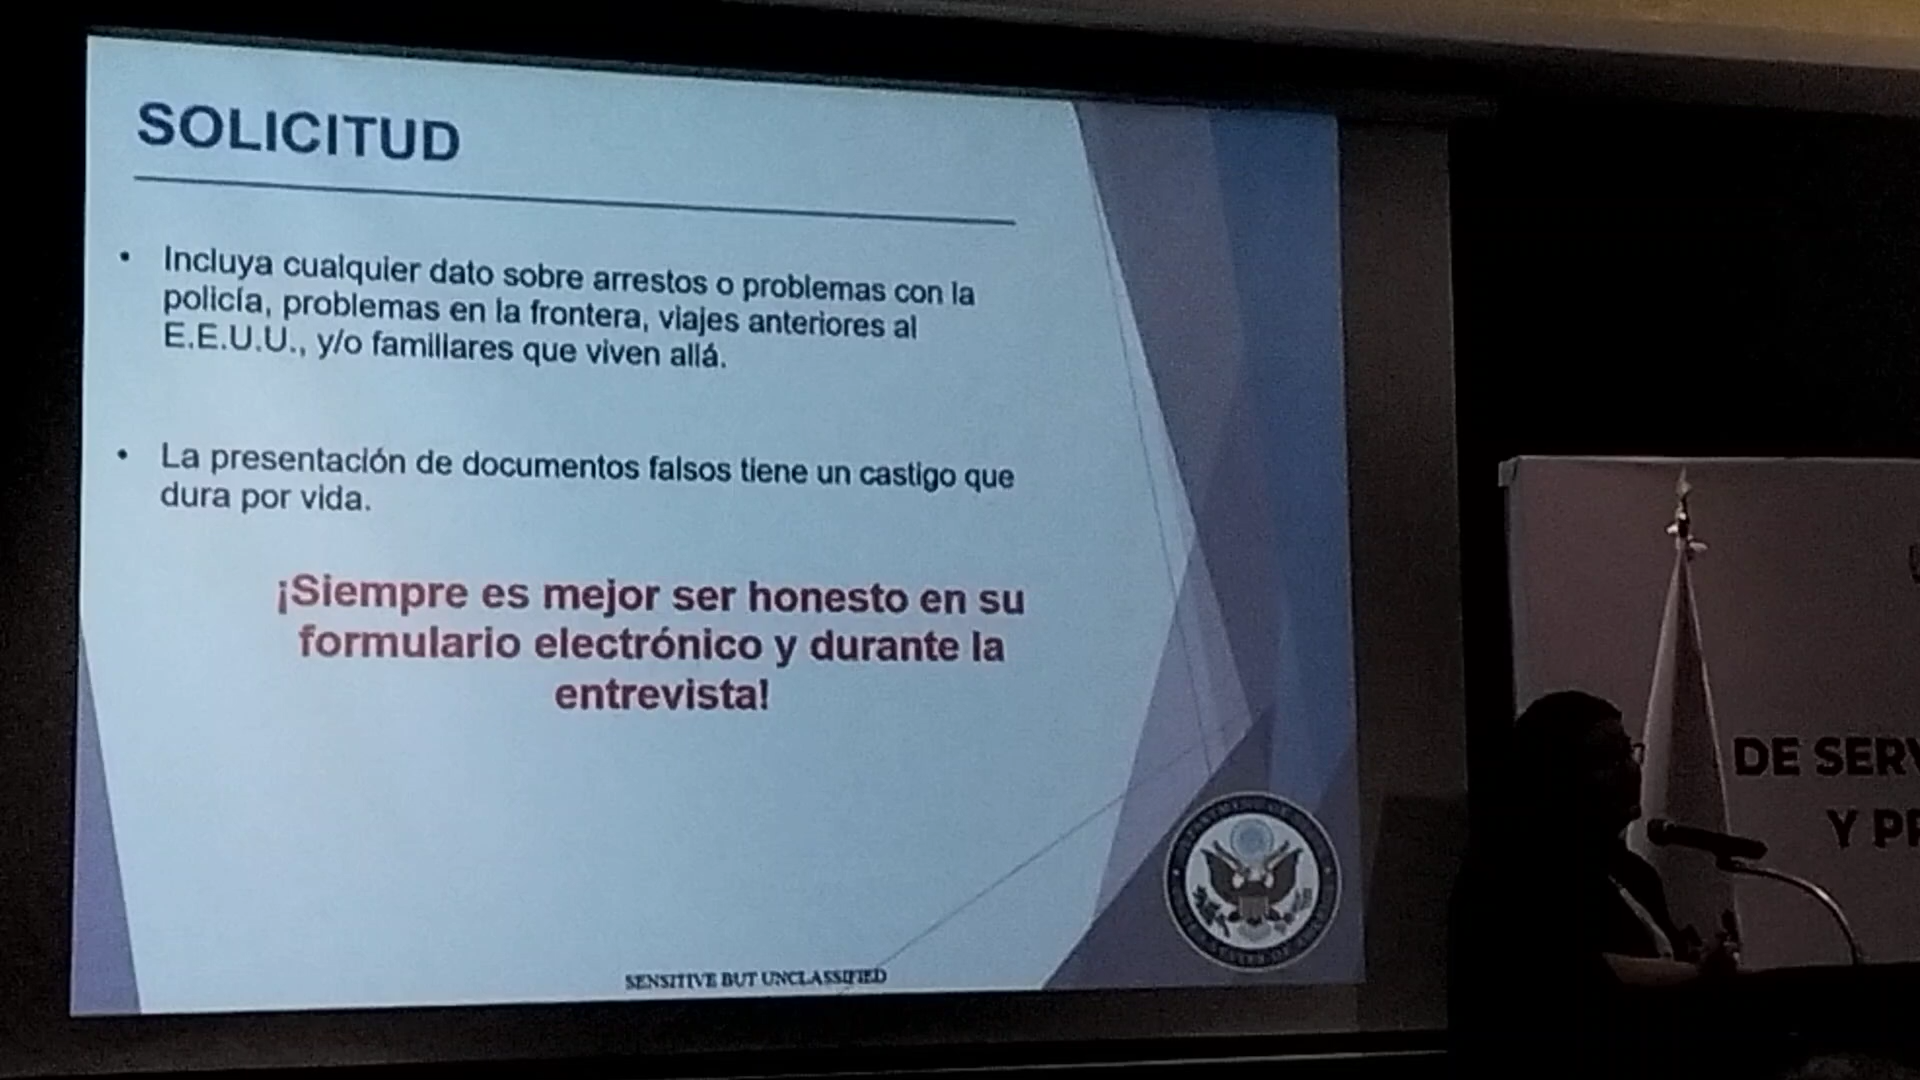 SOLICITUD
• Incluya cualquier dato sobre arrestos o problemas con la
policía, problemas en la frontera, viajes anteriores al
E.E.U.U., y/o familiares que viven allá.
• La presentación de documentos falsos tiene un castigo que
dura por vida.
¡Siempre es mejor ser honesto en su
formulario electrónico y durante la
entrevista!
SENSITIVE BUT UNCLASSIFIED
DE SERV
Y PR